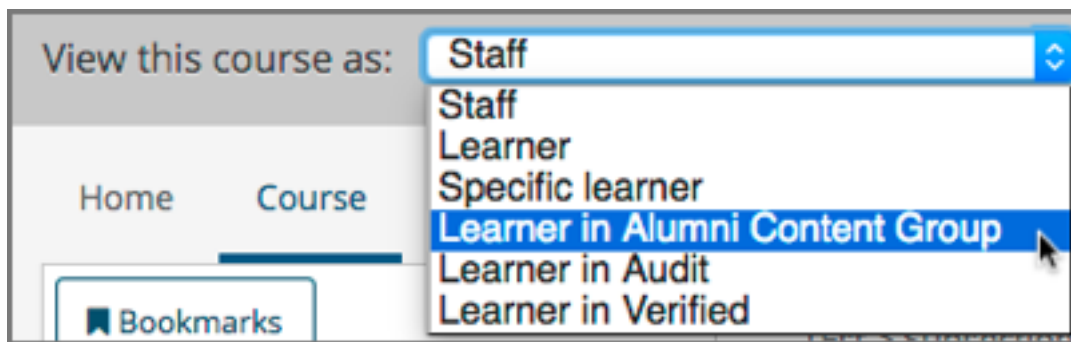 View this course as: Staff
Staff
Learner
Specific learner
Home Course
Learner in Alumni Content Group
Learner in Audit
Learner in Verified
Bookmarks